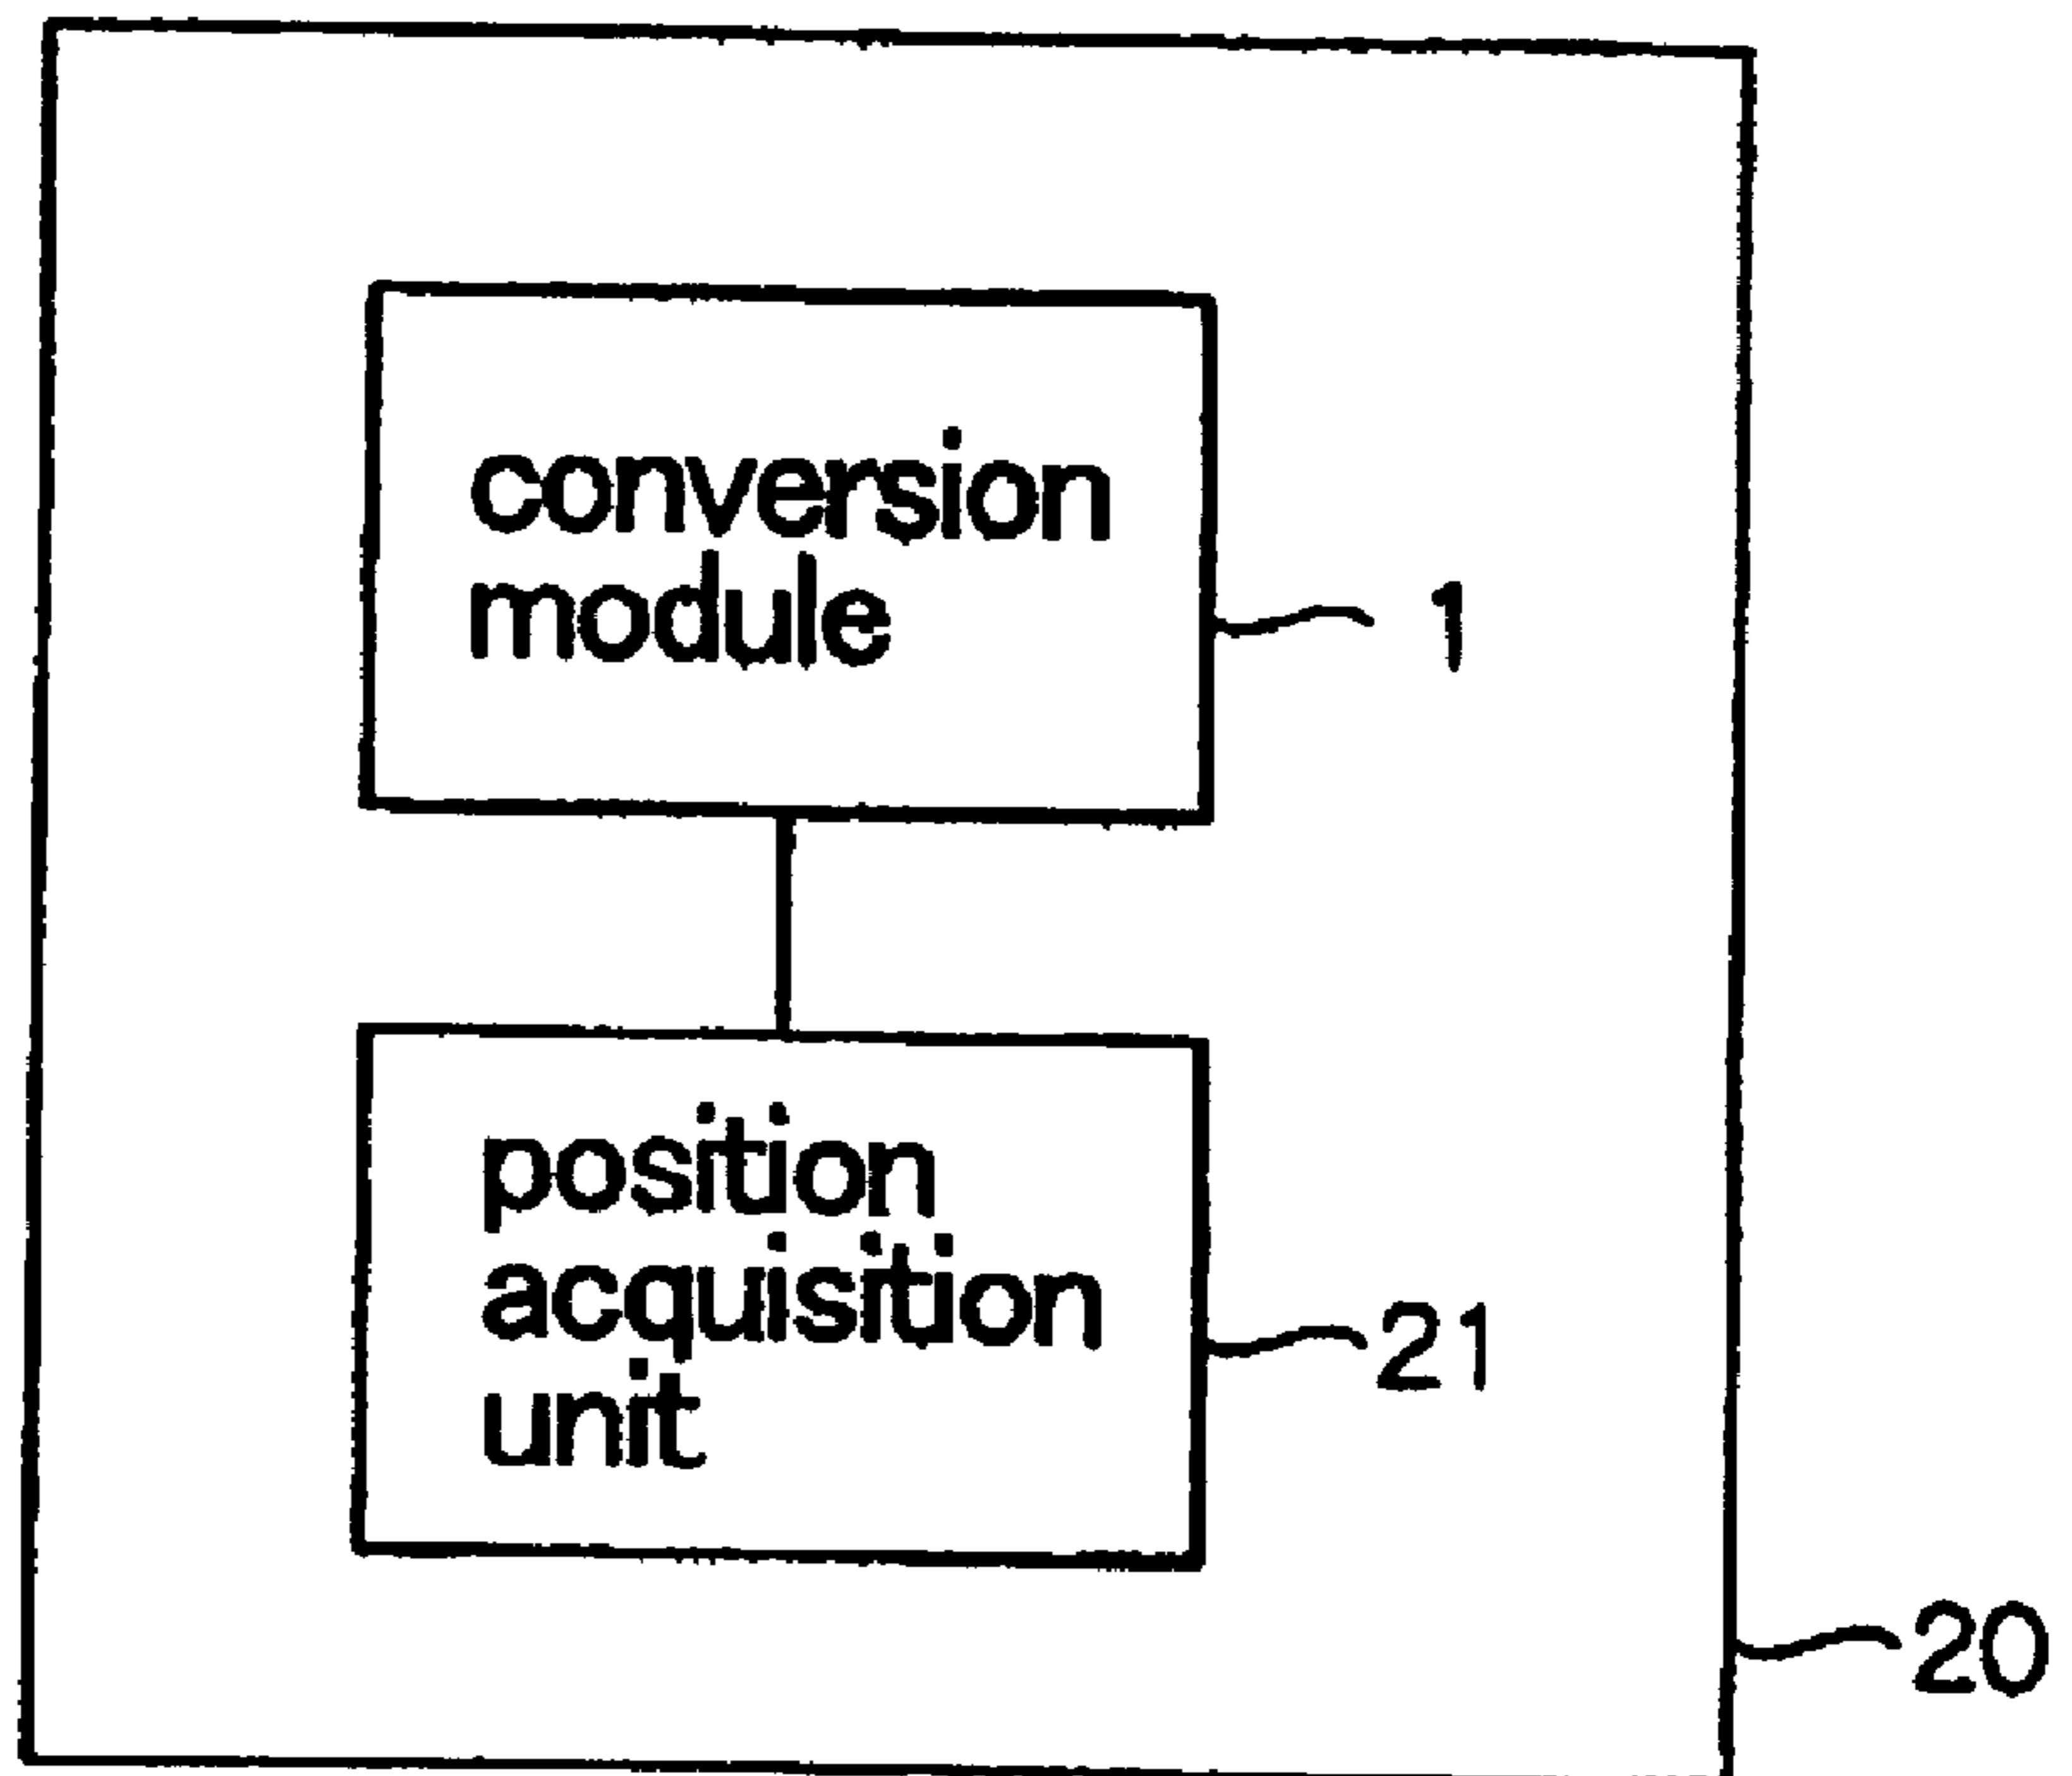 conversion
module
1
position
acquisition
unit
21
20